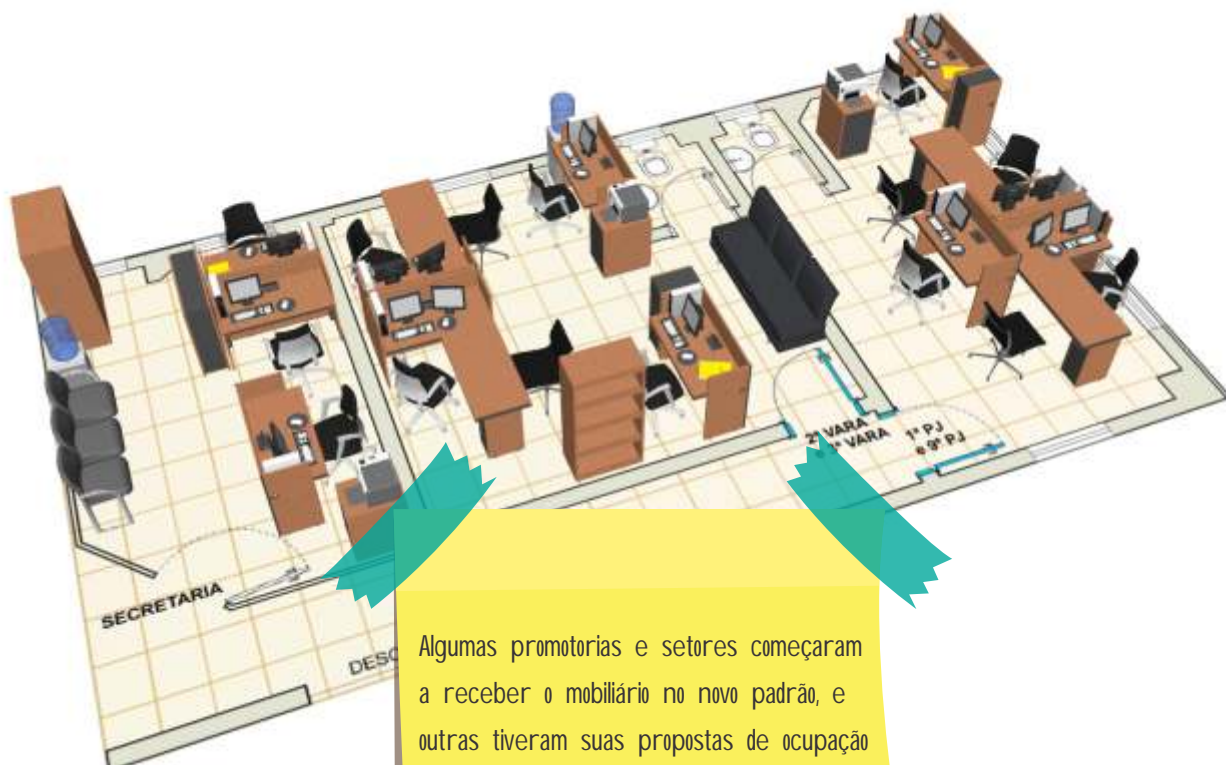 2ª VARA 1ª PJ
VARA e 9ª PJ
SECRETARIA
Algumas promotorias e setores começaram
a receber o mobiliário no novo padrão, e
outras tiveram suas propostas de ocupação